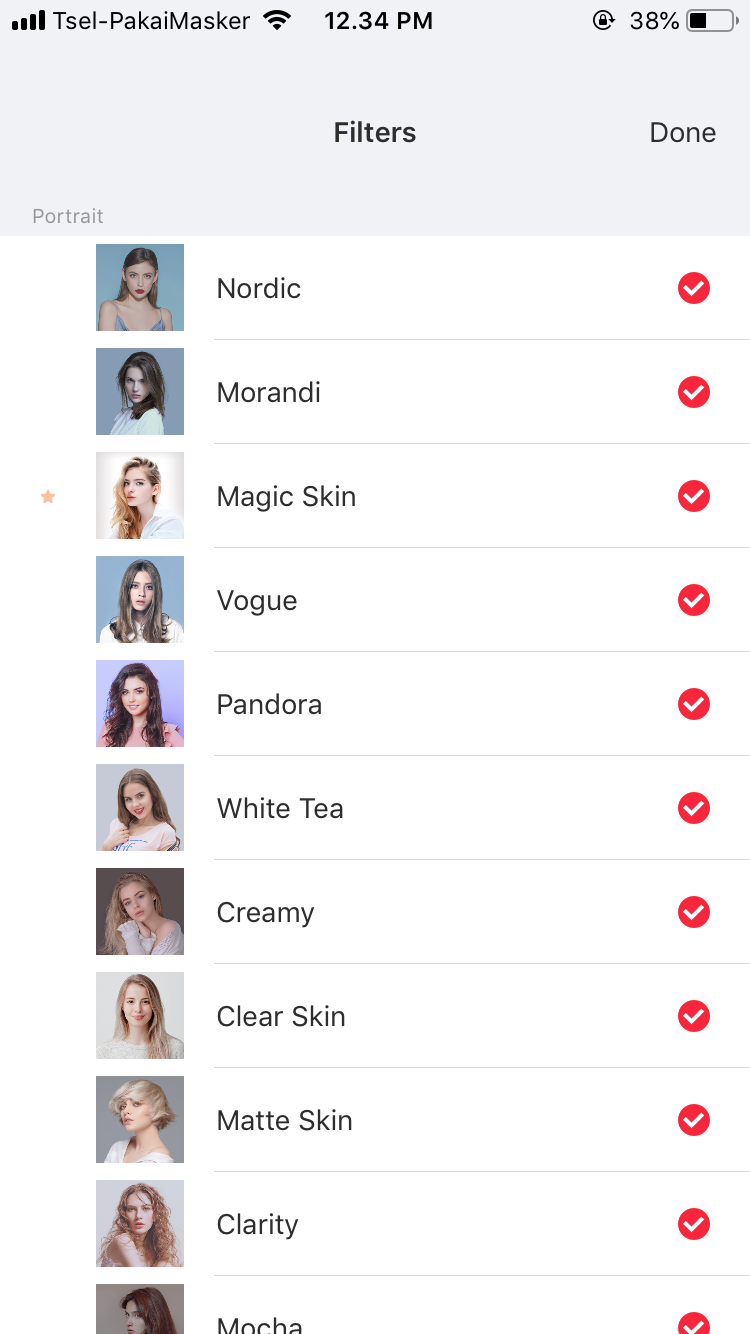 Tsel-PakaiMasker 12.34 PM 38%
Filters Done
Portrait
Nordic
Morandi
Magic Skin
Vogue
Pandora
White Tea
Creamy
Clear Skin
Matte Skin
Clarity
Mocha